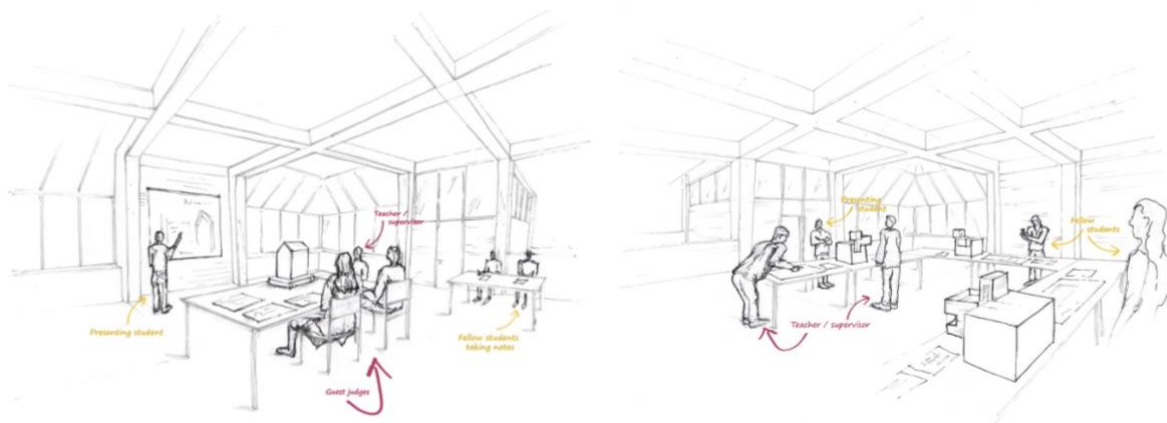 Teacher /
supervisor
Presenting student
Fellow students
taking notes
Guest judges
Presenting
student
Fellow
students
Teacher / supervisor